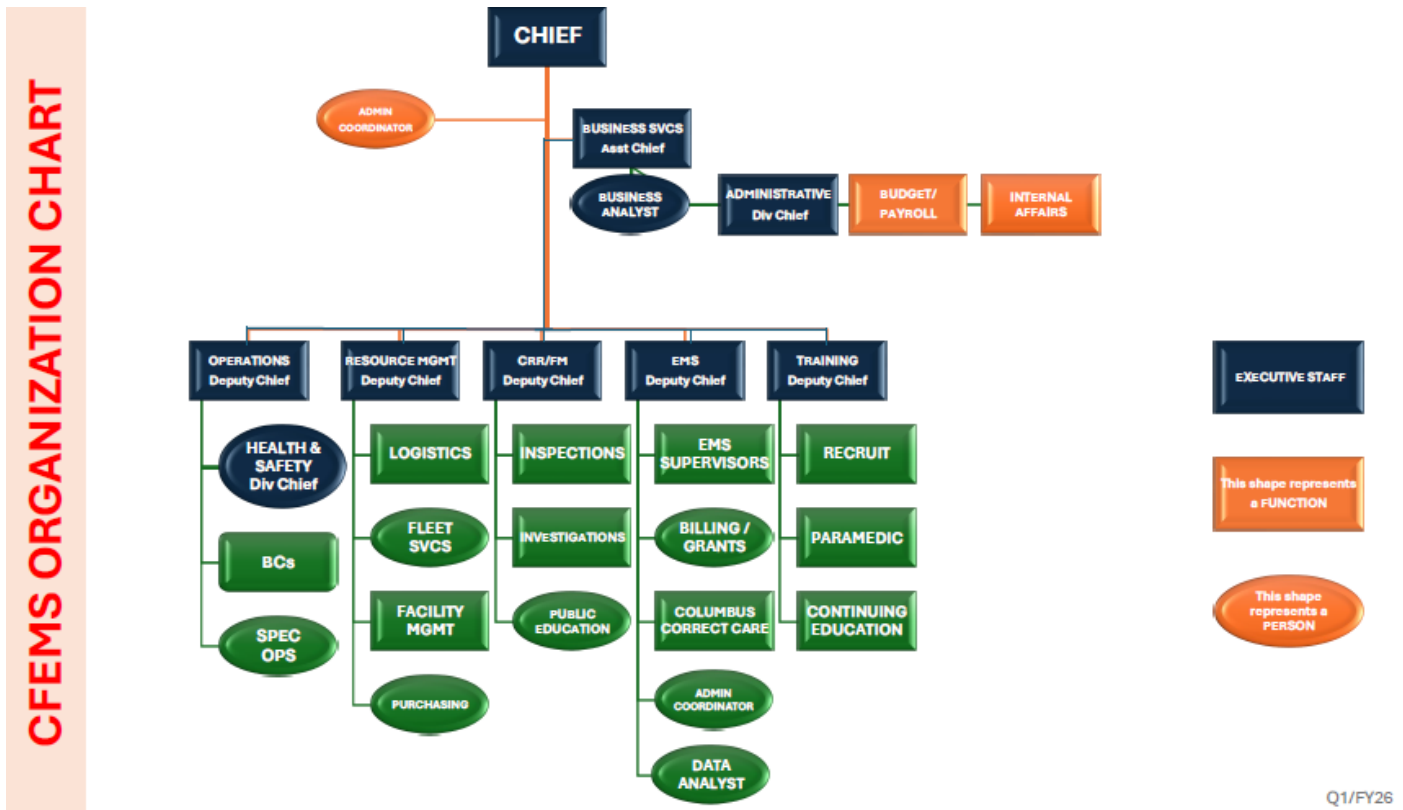 CFEMS ORGANIZATION CHART
CHIEF
ADMIN
COORDINATOR
BUSINESS SVCS
Asst Chief
BUSINESS
ANALYST
ADMINISTRATIVE
Div Chief
BUDGET/
PAYROLL
INTERNAL
AFFAIRS
OPERATIONS
Deputy Chief
RESOURCE MGMT
Deputy Chief
CRR/FM
Deputy Chief
EMS
Deputy Chief
TRAINING
Deputy Chief
HEALTH &
SAFETY
Div Chief
BCs
SPEC
OPS
LOGISTICS
FLEET
SVCS
FACILITY
MGMT
PURCHASING
INSPECTIONS
INVESTIGATIONS
PUBLIC
EDUCATION
EMS
SUPERVISORS
BILLING /
GRANTS
COLUMBUS
CORRECT CARE
ADMIN
COORDINATOR
DATA
ANALYST
RECRUIT
PARAMEDIC
CONTINUING
EDUCATION
EXECUTIVE STAFF
This shape represents
a FUNCTION
This shape
represents a
PERSON
Q1/FY26